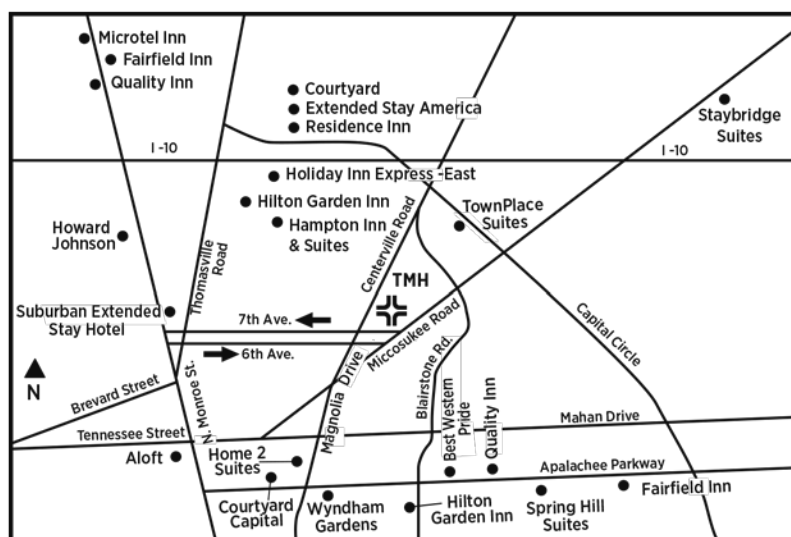 Microtel Inn
Fairfield Inn
Quality Inn
Courtyard
Extended Stay America
Residence Inn
Staybridge
Suites
I -10
I -10
Holiday Inn Express -East
Hilton Garden Inn
Hampton Inn
& Suites
TownPlace
Suites
Howard
Johnson
Thomasville
Road
Centerville Road
TMH
Suburban Extended
Stay Hotel
7th Ave.
6th Ave.
Miccosukee Road
Capital Circle
N
Brevard Street
N. Monroe St.
Magnolia Drive
Blairstone Rd.
Best Western
Pride
Quality Inn
Mahan Drive
Tennessee Street
Aloft
Home 2
Suites
Apalachee Parkway
Courtyard
Capital
Wyndham
Gardens
Hilton
Garden Inn
Spring Hill
Suites
Fairfield Inn